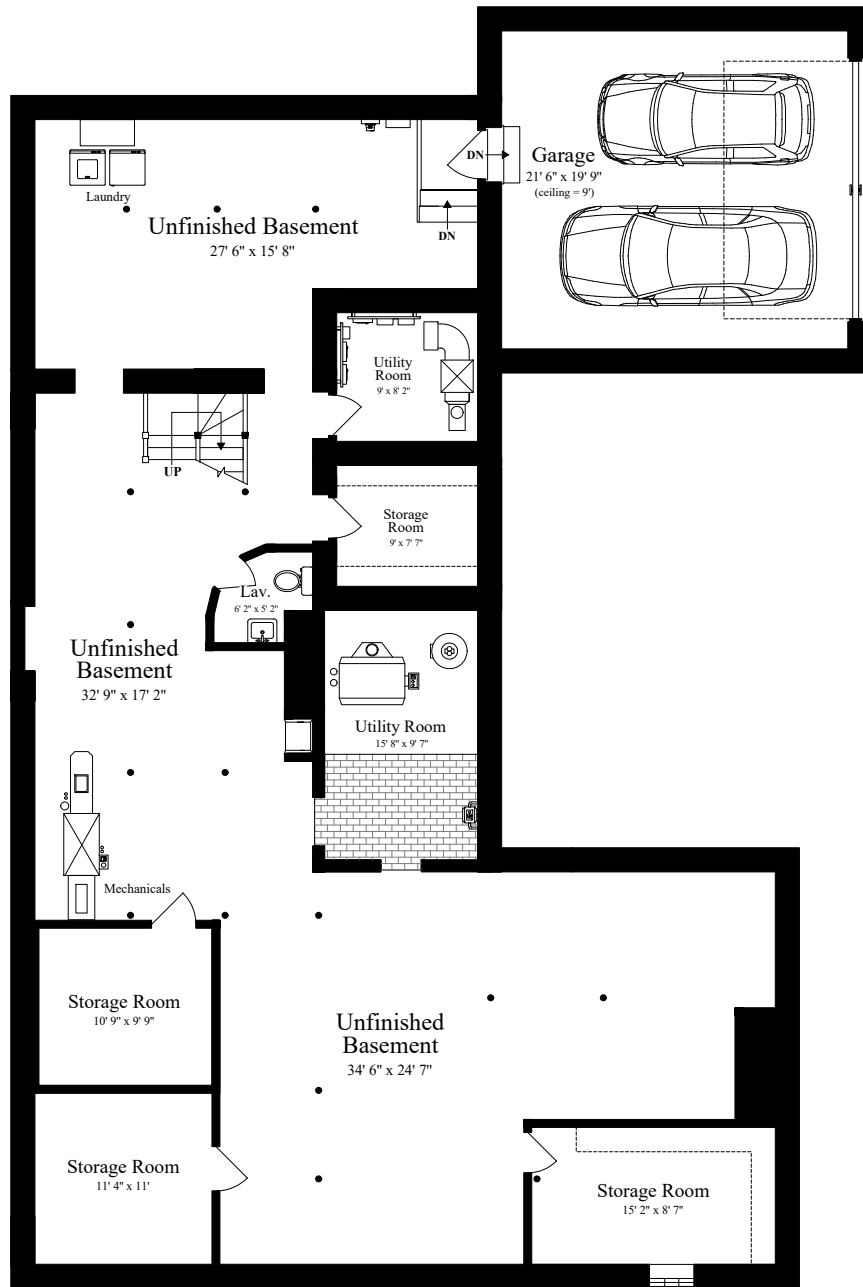 DN
Garage
21' 6" x 19' 9"
(ceiling = 9')
Laundry
Unfinished Basement
27' 6" x 15' 8"
DN
Utility
Room
9' x 8' 2"
UP
Storage
Room
9' x 7' 7"
Lav.
6' 2" x 5' 2"
Unfinished
Basement
32' 9" x 17' 2"
Utility Room
15' 8" x 9' 7"
Mechanicals
Storage Room
10' 9" x 9' 9"
Unfinished
Basement
34' 6" x 24' 7"
Storage Room
11' 4" x 11'
Storage Room
15' 2" x 8' 7"